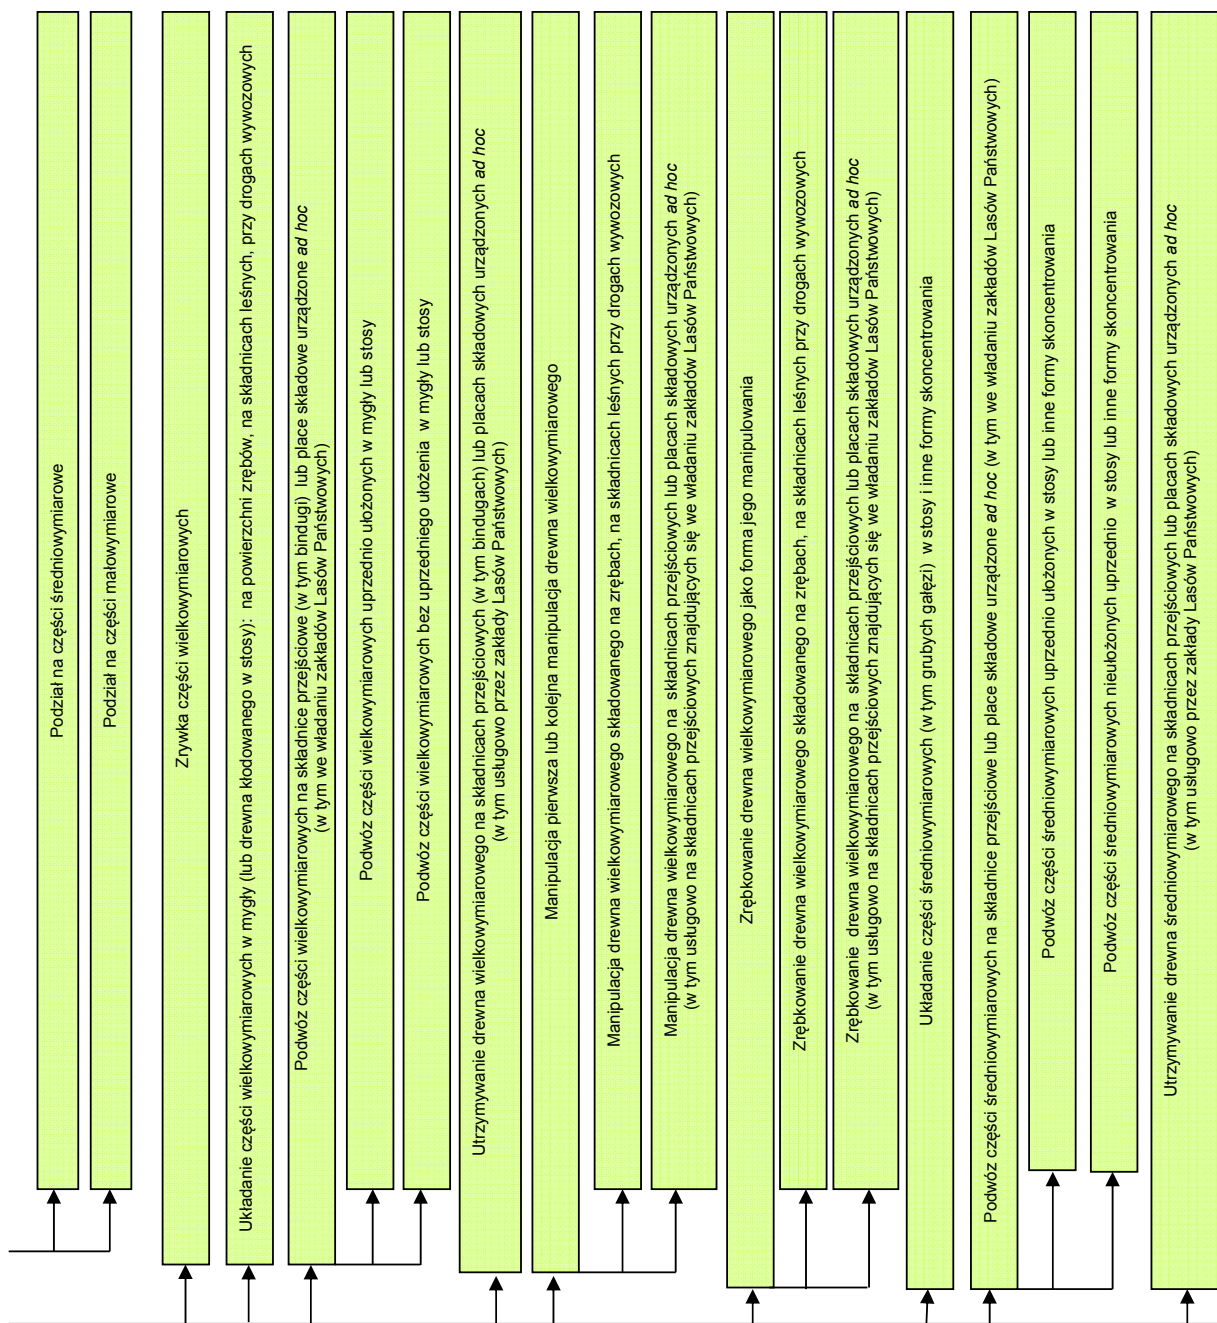 Podział na części średniowymiarowe
Podział na części małowymiarowe
Zrywka części wielkowymiarowych
Układanie części wielkowymiarowych w mygły (lub drewna kłodowanego w stosy): na powierzchni zrębów, na składnicach leśnych, przy drogach wywozowych
Podwóz części wielkowymiarowych na składnice przejściowe (w tym bindugi) lub place składowe urządzone ad hoc
(w tym we władaniu zakładów Lasów Państwowych)
Podwóz części wielkowymiarowych uprzednio ułożonych w mygły lub stosy
Podwóz części wielkowymiarowych bez uprzedniego ułożenia w mygły lub stosy
Utrzymywanie drewna wielkowymiarowego na składnicach przejściowych (w tym bindugach) lub placach składowych urządzonych ad hoc
(w tym usługowo przez zakłady Lasów Państwowych)
Manipulacja pierwsza lub kolejna manipulacja drewna wielkowymiarowego
Manipulacja drewna wielkowymiarowego składowanego na zrębach, na składnicach leśnych przy drogach wywozowych
Manipulacja drewna wielkowymiarowego na składnicach przejściowych lub placach składowych urządzonych ad hoc
(w tym usługowo na składnicach przejściowych znajdujących się we władaniu zakładów Lasów Państwowych)
Zrębkowanie drewna wielkowymiarowego jako forma jego manipulowania
Zrębkowanie drewna wielkowymiarowego składowanego na zrębach, na składnicach leśnych przy drogach wywozowych
Zrębkowanie drewna wielkowymiarowego na składnicach przejściowych lub placach składowych urządzonych ad hoc
(w tym usługowo na składnicach przejściowych znajdujących się we władaniu zakładów Lasów Państwowych)
Układanie części średniowymiarowych (w tym grubych gałęzi) w stosy i inne formy skoncentrowania
Podwóz części średniowymiarowych na składnice przejściowe lub place składowe urządzone ad hoc (w tym we władaniu zakładów Lasów Państwowych)
Podwóz części średniowymiarowych uprzednio ułożonych w stosy lub inne formy skoncentrowania
Podwóz części średniowymiarowych nieułożonych uprzednio w stosy lub inne formy skoncentrowania
Utrzymywanie drewna średniowymiarowego na składnicach przejściowych lub placach składowych urządzonych ad hoc
(w tym usługowo przez zakłady Lasów Państwowych)